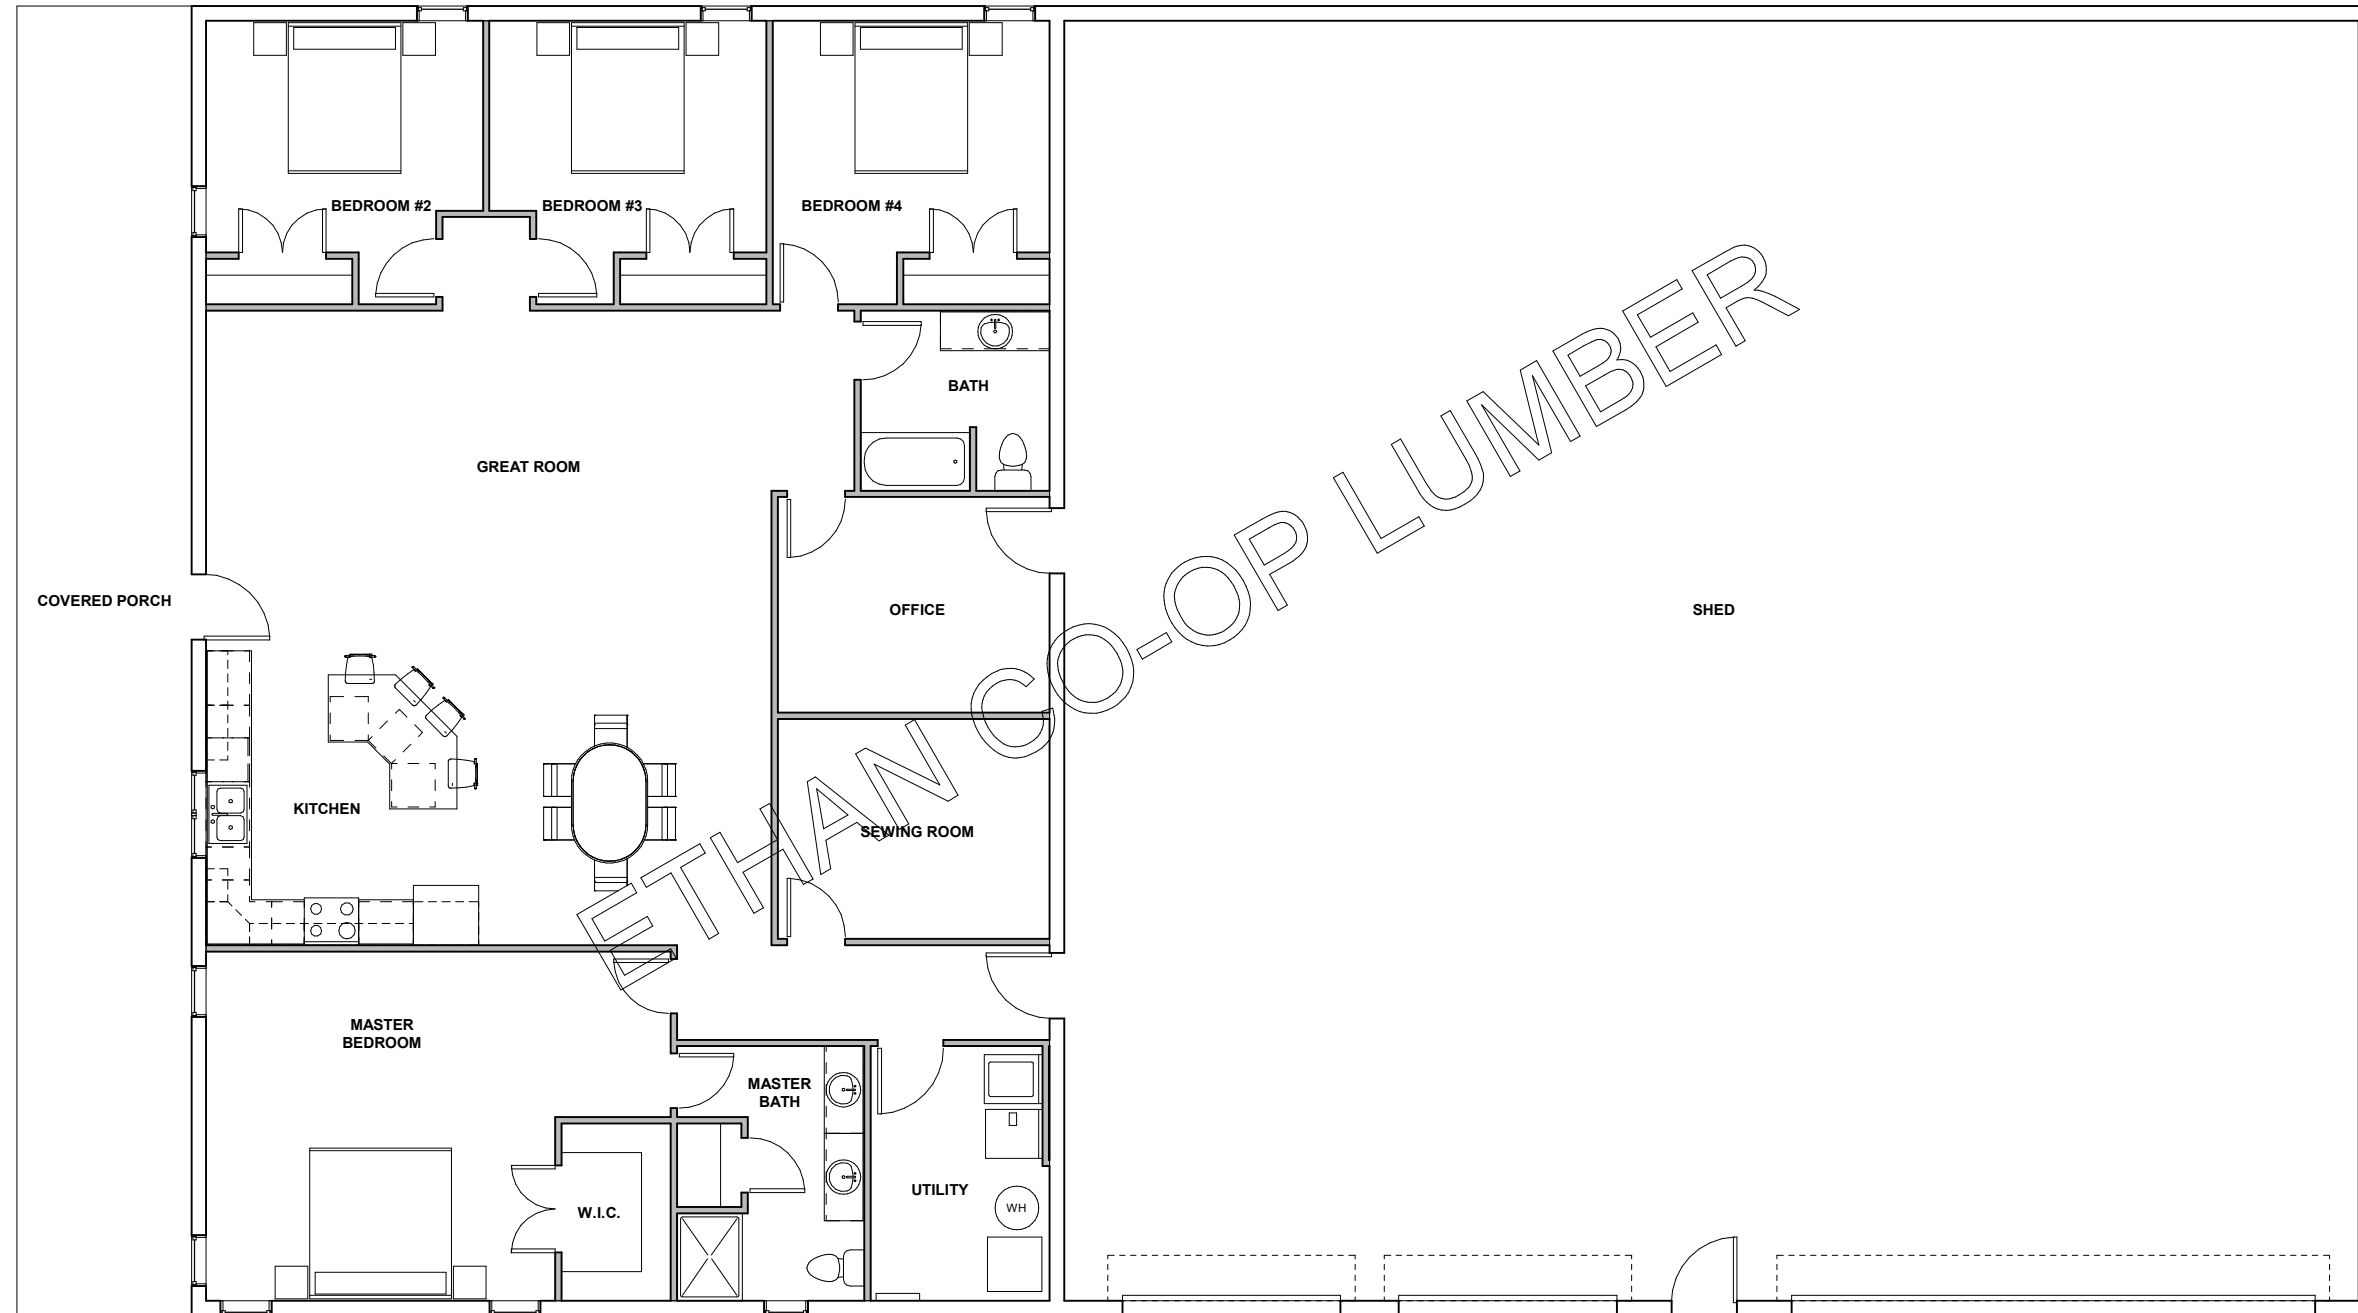 BEDROOM #2
BEDROOM #3
BEDROOM #4
BATH
GREAT ROOM
COVERED PORCH
OFFICE
SHED
KITCHEN
SEWING ROOM
ETHAN CO-OP LUMBER
MASTER
BEDROOM
MASTER
BATH
UTILITY
W.I.C.
WH